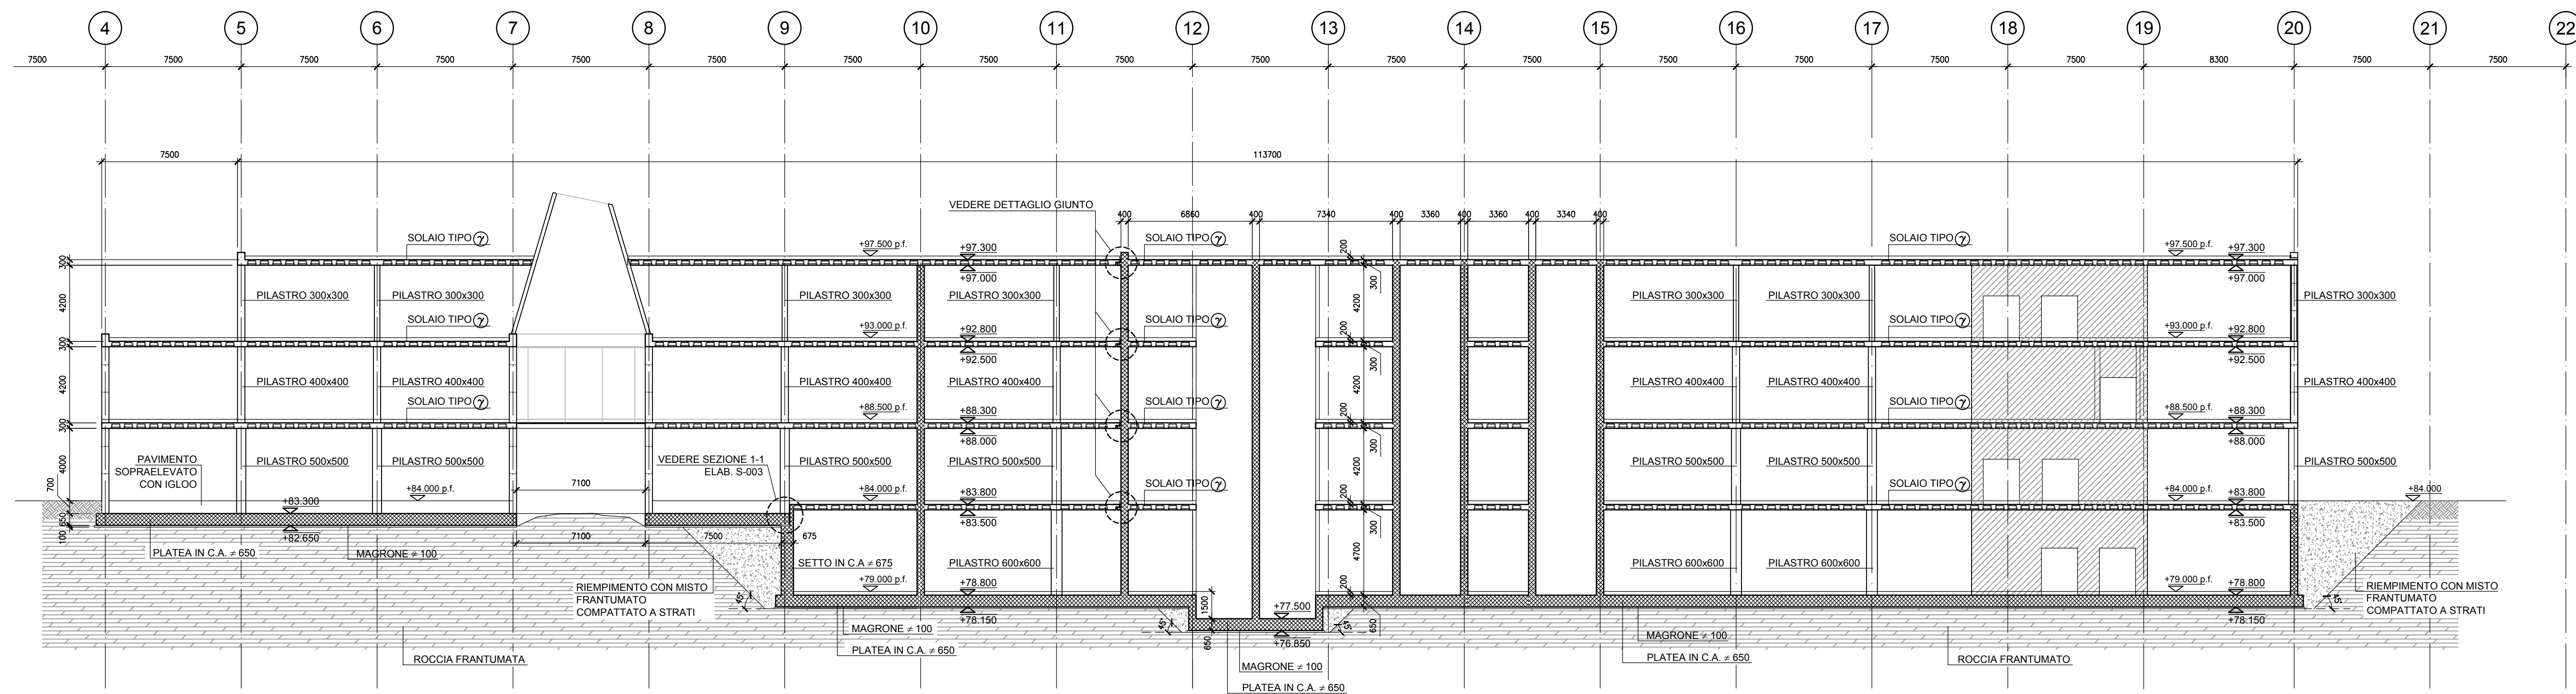 4 5 6 7 8 9 10 11 12 13 14 15 16 17 18 19 20 21 22
7500 7500 7500 7500 7500 7500 7500 7500 7500 7500 7500 7500 7500 7500 7500 7500 8300 7500 7500
7500 113700
VEDERE DETTAGLIO GIUNTO
400 6860 400 7340 400 3360 400 3360 400 3340 400
SOLAIO TIPO γ
+97.500 p.f.
+97.300
SOLAIO TIPO γ
SOLAIO TIPO γ
+97.500 p.f.
+97.300
300
200
+97.000
300
+97.000
4200
PILASTRO 300x300
PILASTRO 300x300
PILASTRO 300x300
PILASTRO 300x300
4200
PILASTRO 300x300
PILASTRO 300x300
PILASTRO 300x300
SOLAIO TIPO γ
+93.000 p.f.
+92.800
SOLAIO TIPO γ
SOLAIO TIPO γ
+93.000 p.f.
+92.800
300
200
+92.500
300
+92.500
4200
PILASTRO 400x400
PILASTRO 400x400
PILASTRO 400x400
PILASTRO 400x400
4200
PILASTRO 400x400
PILASTRO 400x400
PILASTRO 400x400
SOLAIO TIPO γ
+88.500 p.f.
+88.300
SOLAIO TIPO γ
SOLAIO TIPO γ
+88.500 p.f.
+88.300
300
200
+88.000
300
+88.000
4000
PAVIMENTO
SOPRAELEVATO
CON IGLOO
PILASTRO 500x500
PILASTRO 500x500
VEDERE SEZIONE 1-1
ELAB. S-003
PILASTRO 500x500
PILASTRO 500x500
4200
PILASTRO 500x500
PILASTRO 500x500
PILASTRO 500x500
700
+83.300
+84.000 p.f.
7100
+84.000 p.f.
+83.800
SOLAIO TIPO γ
200
SOLAIO TIPO γ
+84.000 p.f.
+83.800
+84.000
650
100
+82.650
+83.500
300
+83.500
7100
7500
675
PLATEA IN C.A. ≠ 650
MAGRONE ≠ 100
SETTO IN C.A ≠ 675
PILASTRO 600x600
4700
PILASTRO 600x600
PILASTRO 600x600
RIEMPIMENTO CON MISTO
FRANTUMATO
COMPATTATO A STRATI
45°
+79.000 p.f.
+78.800
1500
+77.500
200
+79.000 p.f.
+78.800
45°
RIEMPIMENTO CON MISTO
FRANTUMATO
COMPATTATO A STRATI
+78.150
45°
650
+76.850
45°
650
+78.150
MAGRONE ≠ 100
PLATEA IN C.A. ≠ 650
MAGRONE ≠ 100
PLATEA IN C.A. ≠ 650
ROCCIA FRANTUMATA
MAGRONE ≠ 100
PLATEA IN C.A. ≠ 650
ROCCIA FRANTUMATO